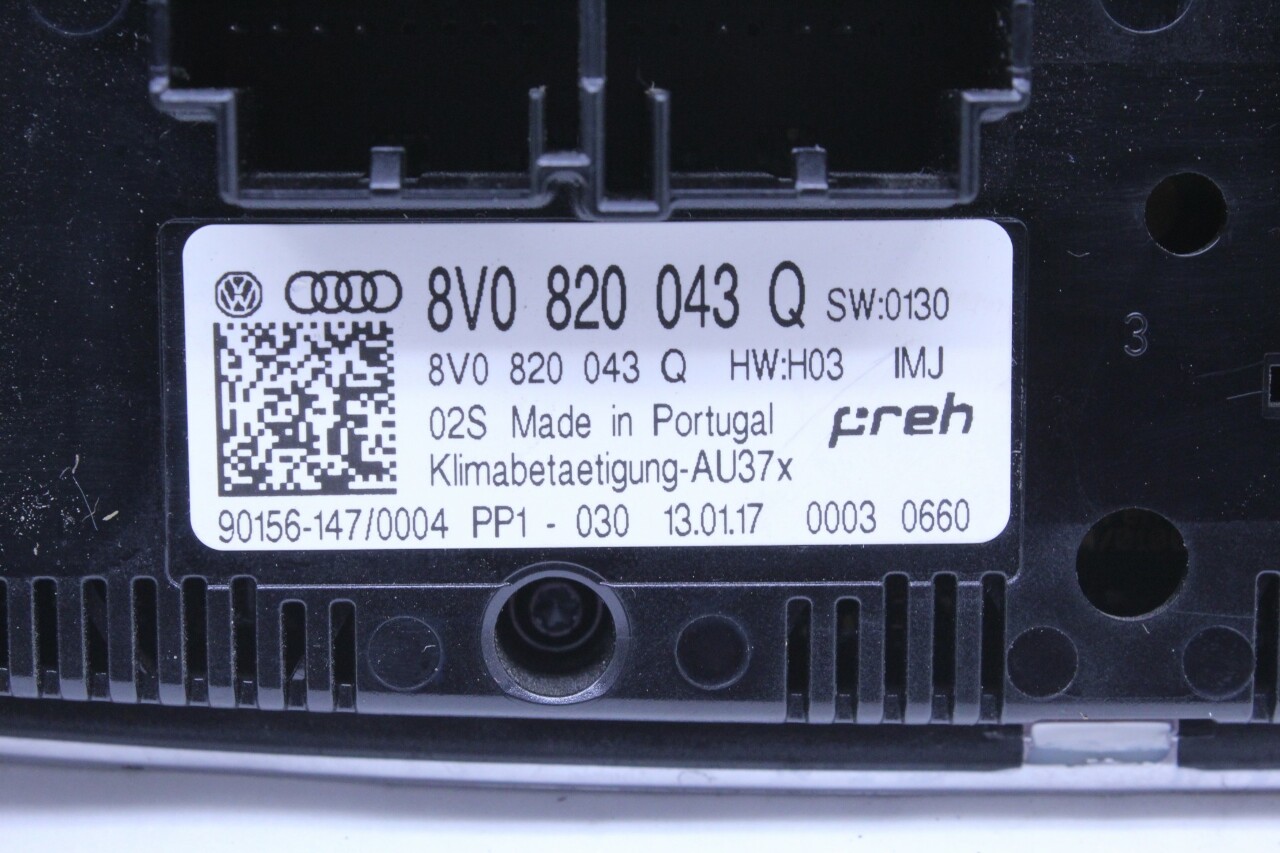 8V0 820 043 Q SW:0130
8V0 820 043 Q HW:H03 IMJ
02S Made in Portugal preh
Klimabetaetigung-AU37x
90156-147/0004 PP1 - 030 13.01.17 0003 0660
3